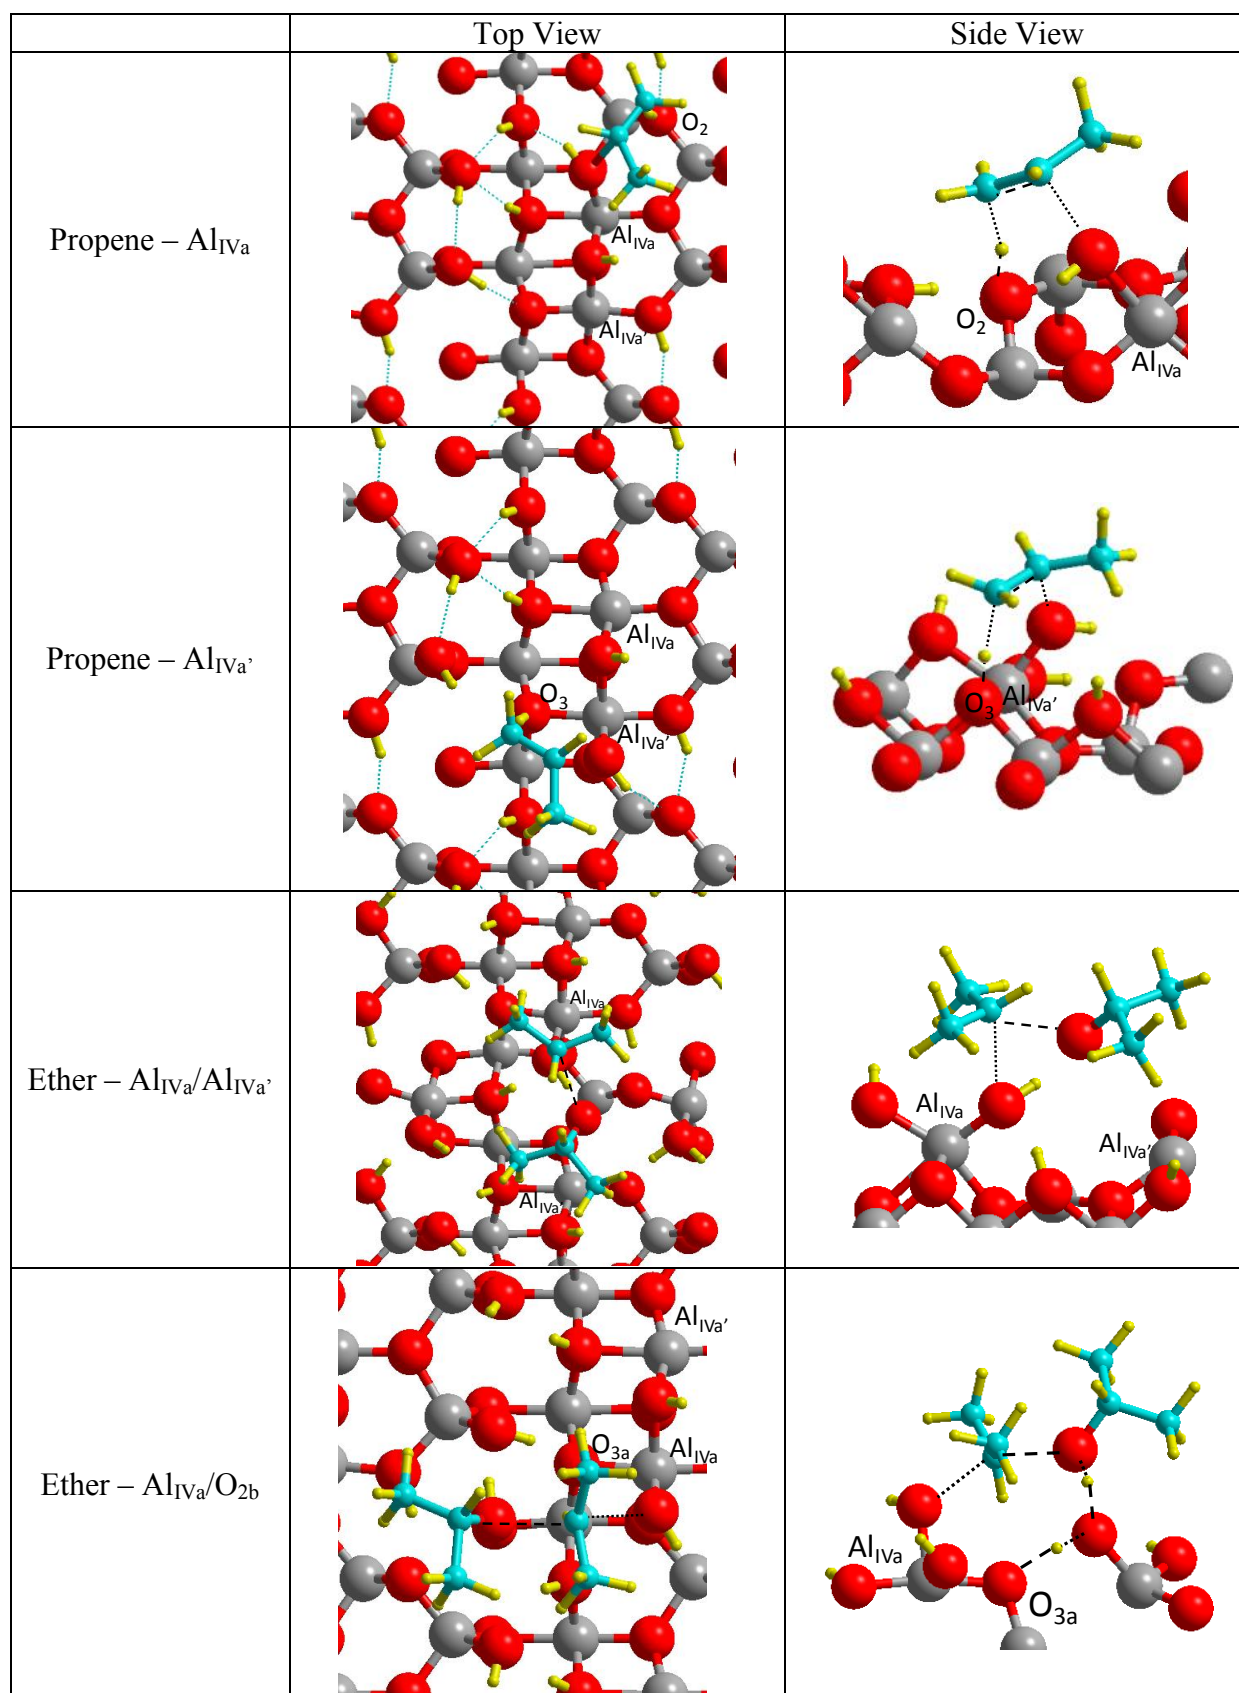 Top View
Side View
Propene – Al_IVa
O₂
Al_IVa
Al_IVa'
O₂
Al_IVa
Propene – Al_IVa'
Al_IVa
O₃
Al_IVa'
O₃
Al_IVa'
Ether – Al_IVa/Al_IVa'
Al_IVa
Al_IVa'
Al_IVa
Al_IVa'
Ether – Al_IVa/O_2b
Al_IVa'
O_3a
Al_IVa
Al_IVa
O_3a